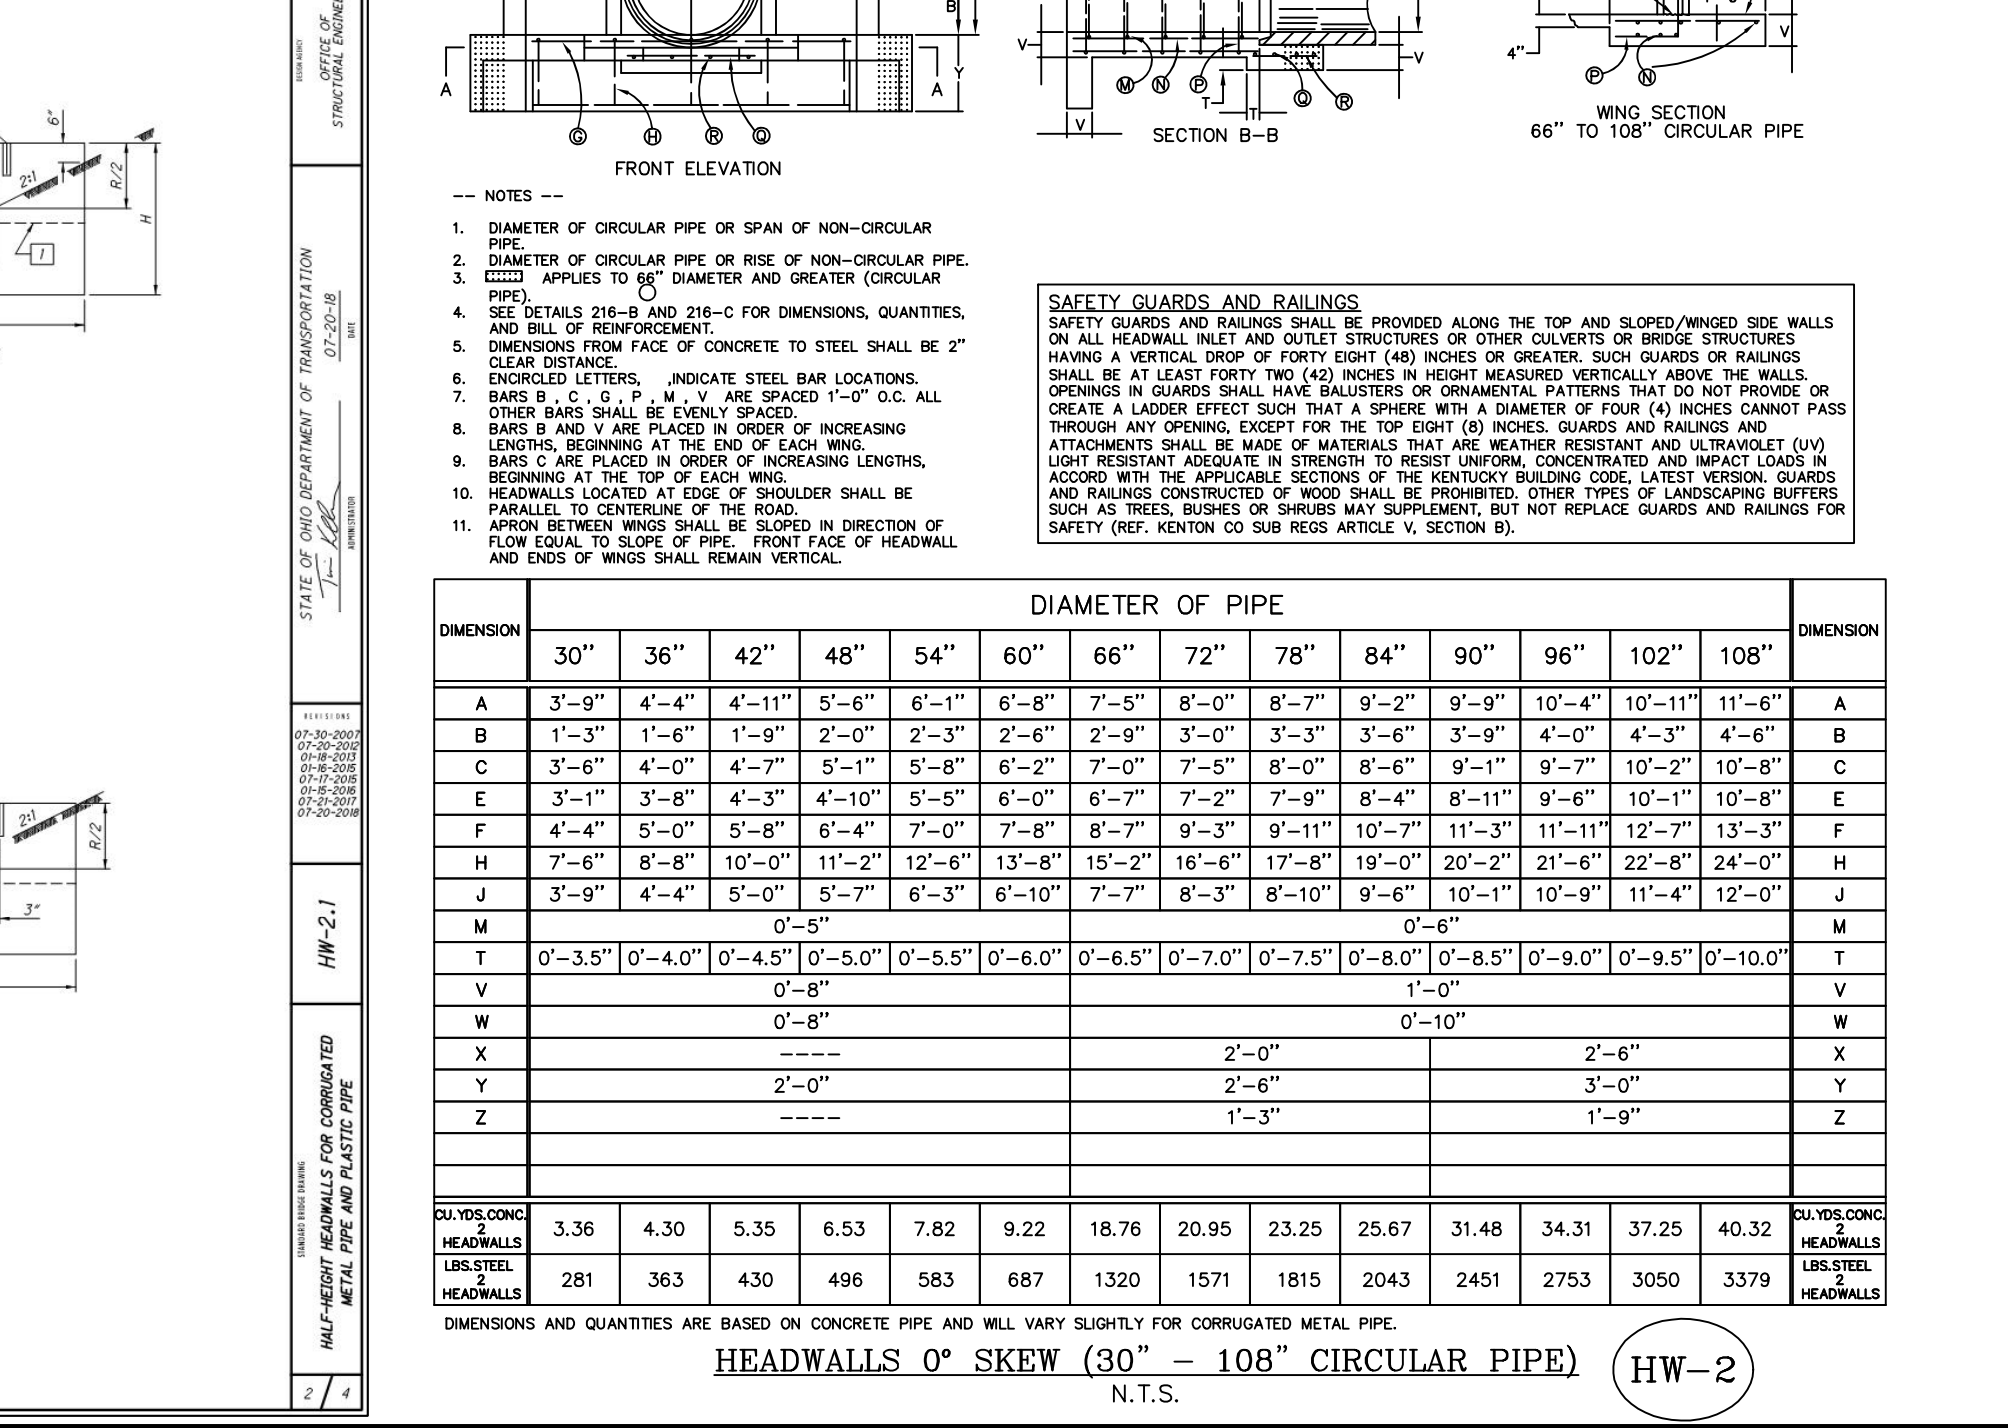 DESIGN AGENCY
OFFICE OF
STRUCTURAL ENGINEE
6"
2:1
R/2
H
1
STATE OF OHIO DEPARTMENT OF TRANSPORTATION
07-20-18
DATE
ADMINISTRATOR
REVISIONS
07-30-2007
07-20-2012
01-18-2013
01-16-2015
07-17-2015
01-15-2016
07-21-2017
07-20-2018
2:1
R/2
3"
HW-2.1
STANDARD BRIDGE DRAWING
HALF-HEIGHT HEADWALLS FOR CORRUGATED
METAL PIPE AND PLASTIC PIPE
2 / 4
B
Y
A A
G H R Q
FRONT ELEVATION
V V
M N P T Q R
T
V
SECTION B-B
4"
V
P N
WING SECTION
66" TO 108" CIRCULAR PIPE
-- NOTES --
1. DIAMETER OF CIRCULAR PIPE OR SPAN OF NON-CIRCULAR
PIPE.
2. DIAMETER OF CIRCULAR PIPE OR RISE OF NON-CIRCULAR PIPE.
3. APPLIES TO 66" DIAMETER AND GREATER (CIRCULAR
PIPE).
4. SEE DETAILS 216-B AND 216-C FOR DIMENSIONS, QUANTITIES,
AND BILL OF REINFORCEMENT.
5. DIMENSIONS FROM FACE OF CONCRETE TO STEEL SHALL BE 2"
CLEAR DISTANCE.
6. ENCIRCLED LETTERS, ,INDICATE STEEL BAR LOCATIONS.
7. BARS B , C , G , P , M , V ARE SPACED 1'-0" O.C. ALL
OTHER BARS SHALL BE EVENLY SPACED.
8. BARS B AND V ARE PLACED IN ORDER OF INCREASING
LENGTHS, BEGINNING AT THE END OF EACH WING.
9. BARS C ARE PLACED IN ORDER OF INCREASING LENGTHS,
BEGINNING AT THE TOP OF EACH WING.
10. HEADWALLS LOCATED AT EDGE OF SHOULDER SHALL BE
PARALLEL TO CENTERLINE OF THE ROAD.
11. APRON BETWEEN WINGS SHALL BE SLOPED IN DIRECTION OF
FLOW EQUAL TO SLOPE OF PIPE. FRONT FACE OF HEADWALL
AND ENDS OF WINGS SHALL REMAIN VERTICAL.
SAFETY GUARDS AND RAILINGS
SAFETY GUARDS AND RAILINGS SHALL BE PROVIDED ALONG THE TOP AND SLOPED/WINGED SIDE WALLS
ON ALL HEADWALL INLET AND OUTLET STRUCTURES OR OTHER CULVERTS OR BRIDGE STRUCTURES
HAVING A VERTICAL DROP OF FORTY EIGHT (48) INCHES OR GREATER. SUCH GUARDS OR RAILINGS
SHALL BE AT LEAST FORTY TWO (42) INCHES IN HEIGHT MEASURED VERTICALLY ABOVE THE WALLS.
OPENINGS IN GUARDS SHALL HAVE BALUSTERS OR ORNAMENTAL PATTERNS THAT DO NOT PROVIDE OR
CREATE A LADDER EFFECT SUCH THAT A SPHERE WITH A DIAMETER OF FOUR (4) INCHES CANNOT PASS
THROUGH ANY OPENING, EXCEPT FOR THE TOP EIGHT (8) INCHES. GUARDS AND RAILINGS AND
ATTACHMENTS SHALL BE MADE OF MATERIALS THAT ARE WEATHER RESISTANT AND ULTRAVIOLET (UV)
LIGHT RESISTANT ADEQUATE IN STRENGTH TO RESIST UNIFORM, CONCENTRATED AND IMPACT LOADS IN
ACCORD WITH THE APPLICABLE SECTIONS OF THE KENTUCKY BUILDING CODE, LATEST VERSION. GUARDS
AND RAILINGS CONSTRUCTED OF WOOD SHALL BE PROHIBITED. OTHER TYPES OF LANDSCAPING BUFFERS
SUCH AS TREES, BUSHES OR SHRUBS MAY SUPPLEMENT, BUT NOT REPLACE GUARDS AND RAILINGS FOR
SAFETY (REF. KENTON CO SUB REGS ARTICLE V, SECTION B).
DIMENSION DIAMETER OF PIPE DIMENSION
30" 36" 42" 48" 54" 60" 66" 72" 78" 84" 90" 96" 102" 108"
A 3'-9" 4'-4" 4'-11" 5'-6" 6'-1" 6'-8" 7'-5" 8'-0" 8'-7" 9'-2" 9'-9" 10'-4" 10'-11" 11'-6" A
B 1'-3" 1'-6" 1'-9" 2'-0" 2'-3" 2'-6" 2'-9" 3'-0" 3'-3" 3'-6" 3'-9" 4'-0" 4'-3" 4'-6" B
C 3'-6" 4'-0" 4'-7" 5'-1" 5'-8" 6'-2" 7'-0" 7'-5" 8'-0" 8'-6" 9'-1" 9'-7" 10'-2" 10'-8" C
E 3'-1" 3'-8" 4'-3" 4'-10" 5'-5" 6'-0" 6'-7" 7'-2" 7'-9" 8'-4" 8'-11" 9'-6" 10'-1" 10'-8" E
F 4'-4" 5'-0" 5'-8" 6'-4" 7'-0" 7'-8" 8'-7" 9'-3" 9'-11" 10'-7" 11'-3" 11'-11" 12'-7" 13'-3" F
H 7'-6" 8'-8" 10'-0" 11'-2" 12'-6" 13'-8" 15'-2" 16'-6" 17'-8" 19'-0" 20'-2" 21'-6" 22'-8" 24'-0" H
J 3'-9" 4'-4" 5'-0" 5'-7" 6'-3" 6'-10" 7'-7" 8'-3" 8'-10" 9'-6" 10'-1" 10'-9" 11'-4" 12'-0" J
M 0'-5" 0'-6" M
T 0'-3.5" 0'-4.0" 0'-4.5" 0'-5.0" 0'-5.5" 0'-6.0" 0'-6.5" 0'-7.0" 0'-7.5" 0'-8.0" 0'-8.5" 0'-9.0" 0'-9.5" 0'-10.0" T
V 0'-8" 1'-0" V
W 0'-8" 0'-10" W
X ---- 2'-0" 2'-6" X
Y 2'-0" 2'-6" 3'-0" Y
Z ---- 1'-3" 1'-9" Z
CU.YDS.CONC. 2 HEADWALLS 3.36 4.30 5.35 6.53 7.82 9.22 18.76 20.95 23.25 25.67 31.48 34.31 37.25 40.32 CU.YDS.CONC. 2 HEADWALLS
LBS.STEEL 2 HEADWALLS 281 363 430 496 583 687 1320 1571 1815 2043 2451 2753 3050 3379 LBS.STEEL 2 HEADWALLS
DIMENSIONS AND QUANTITIES ARE BASED ON CONCRETE PIPE AND WILL VARY SLIGHTLY FOR CORRUGATED METAL PIPE.
HEADWALLS 0° SKEW (30" - 108" CIRCULAR PIPE)
N.T.S.
HW-2